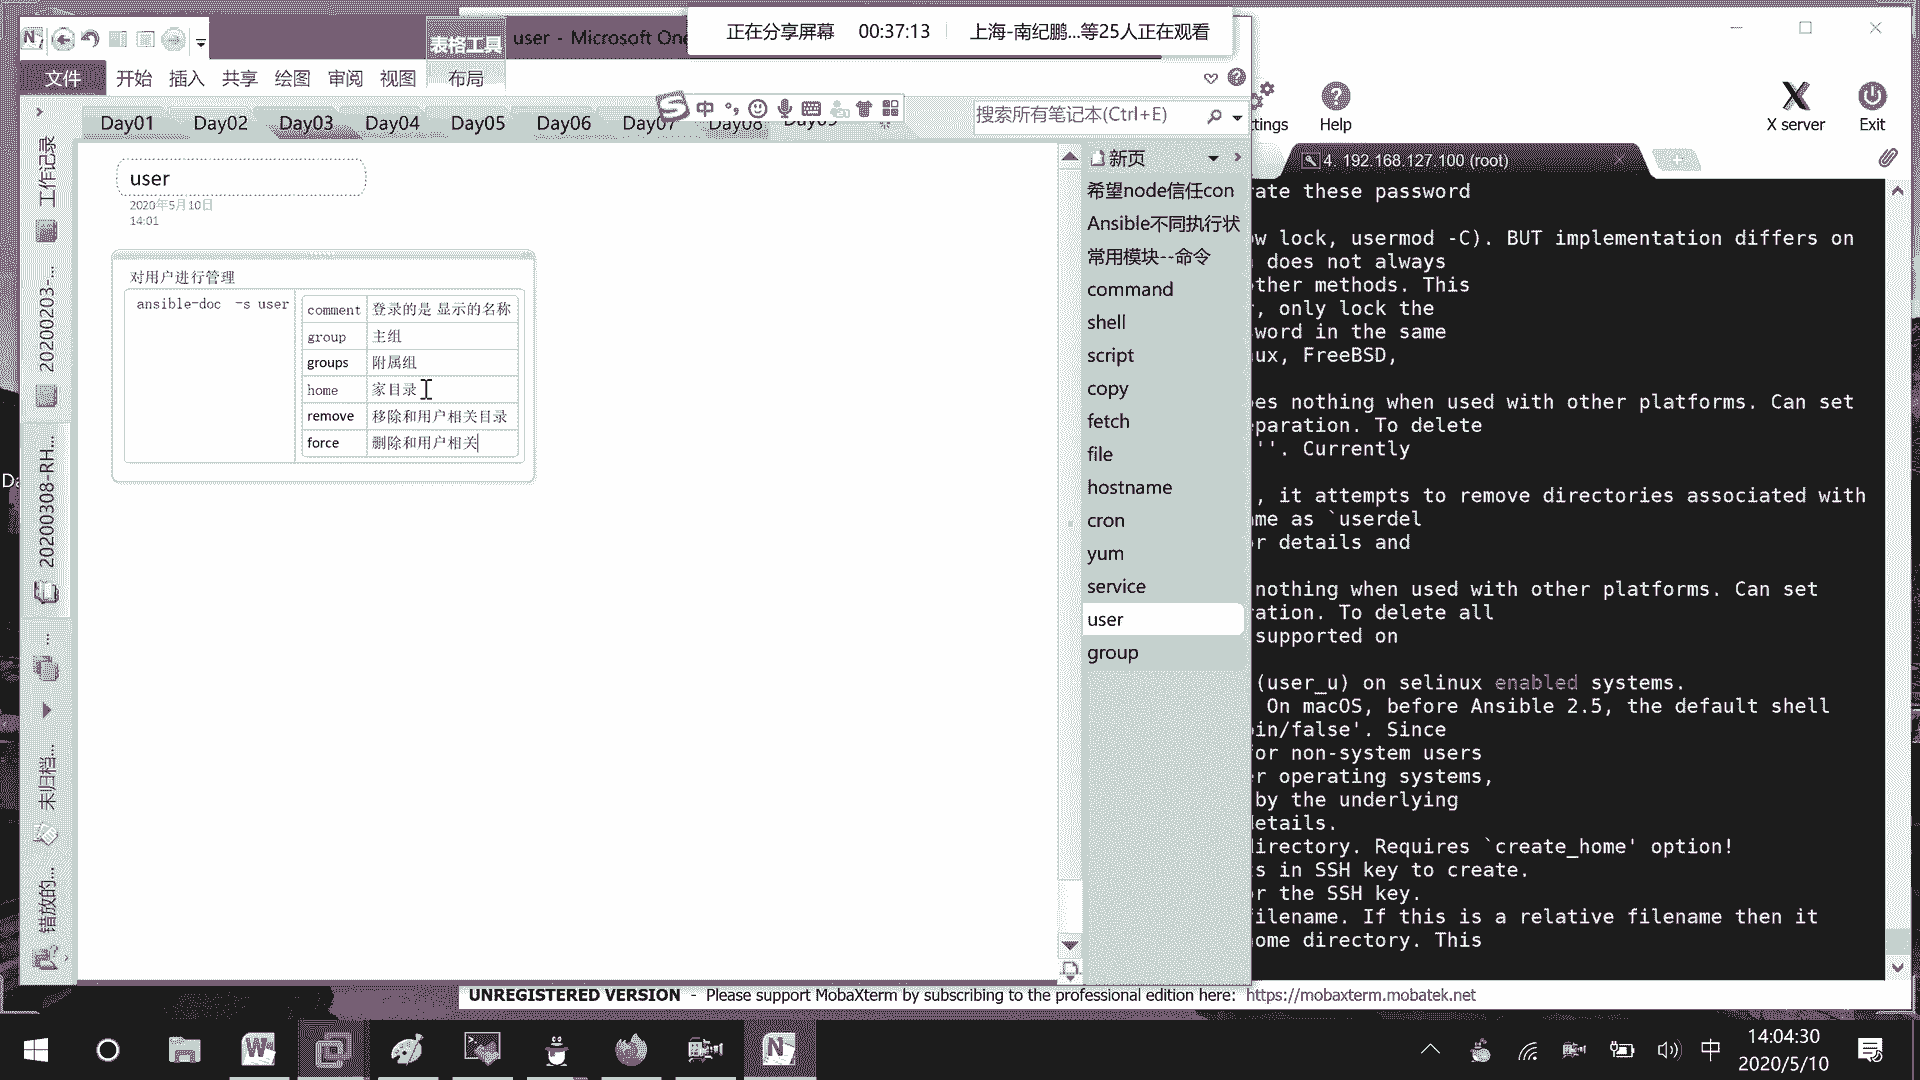 正在分享屏幕 00:37:13 上海-南纪鹏...等25人正在观看
表格工具
user - Microsoft One
文件 开始 插入 共享 绘图 审阅 视图 布局
中
Day01 Day02 Day03 Day04 Day05 Day06 Day07 Day08
搜索所有笔记本(Ctrl+E)
工作记录
20200203-...
20200308-RH...
...
未归档...
错放的...
user
2020年5月10日
14:01
对用户进行管理
ansible-doc -s user
comment 登录的是 显示的名称
group 主组
groups 附属组
home 家目录
remove 移除和用户相关目录
force 删除和用户相关
新页
希望node信任con
Ansible不同执行状
常用模块--命令
command
shell
script
copy
fetch
file
hostname
cron
yum
service
user
group
ttings
Help
X server
Exit
4. 192.168.127.100 (root)
rate these password
ow lock, usermod -C). BUT implementation differs on
does not always
other methods. This
, only lock the
word in the same
ux, FreeBSD,
es nothing when used with other platforms. Can set
eparation. To delete
''. Currently
, it attempts to remove directories associated with
me as `userdel
r details and
nothing when used with other platforms. Can set
ation. To delete all
supported on
(user_u) on selinux enabled systems.
On macOS, before Ansible 2.5, the default shell
in/false'. Since
or non-system users
r operating systems,
by the underlying
details.
directory. Requires `create_home' option!
s in SSH key to create.
or the SSH key.
filename. If this is a relative filename then it
ome directory. This
UNREGISTERED VERSION - Please support MobaXterm by subscribing to the professional edition here: https://mobaxterm.mobatek.net
中
14:04:30
2020/5/10